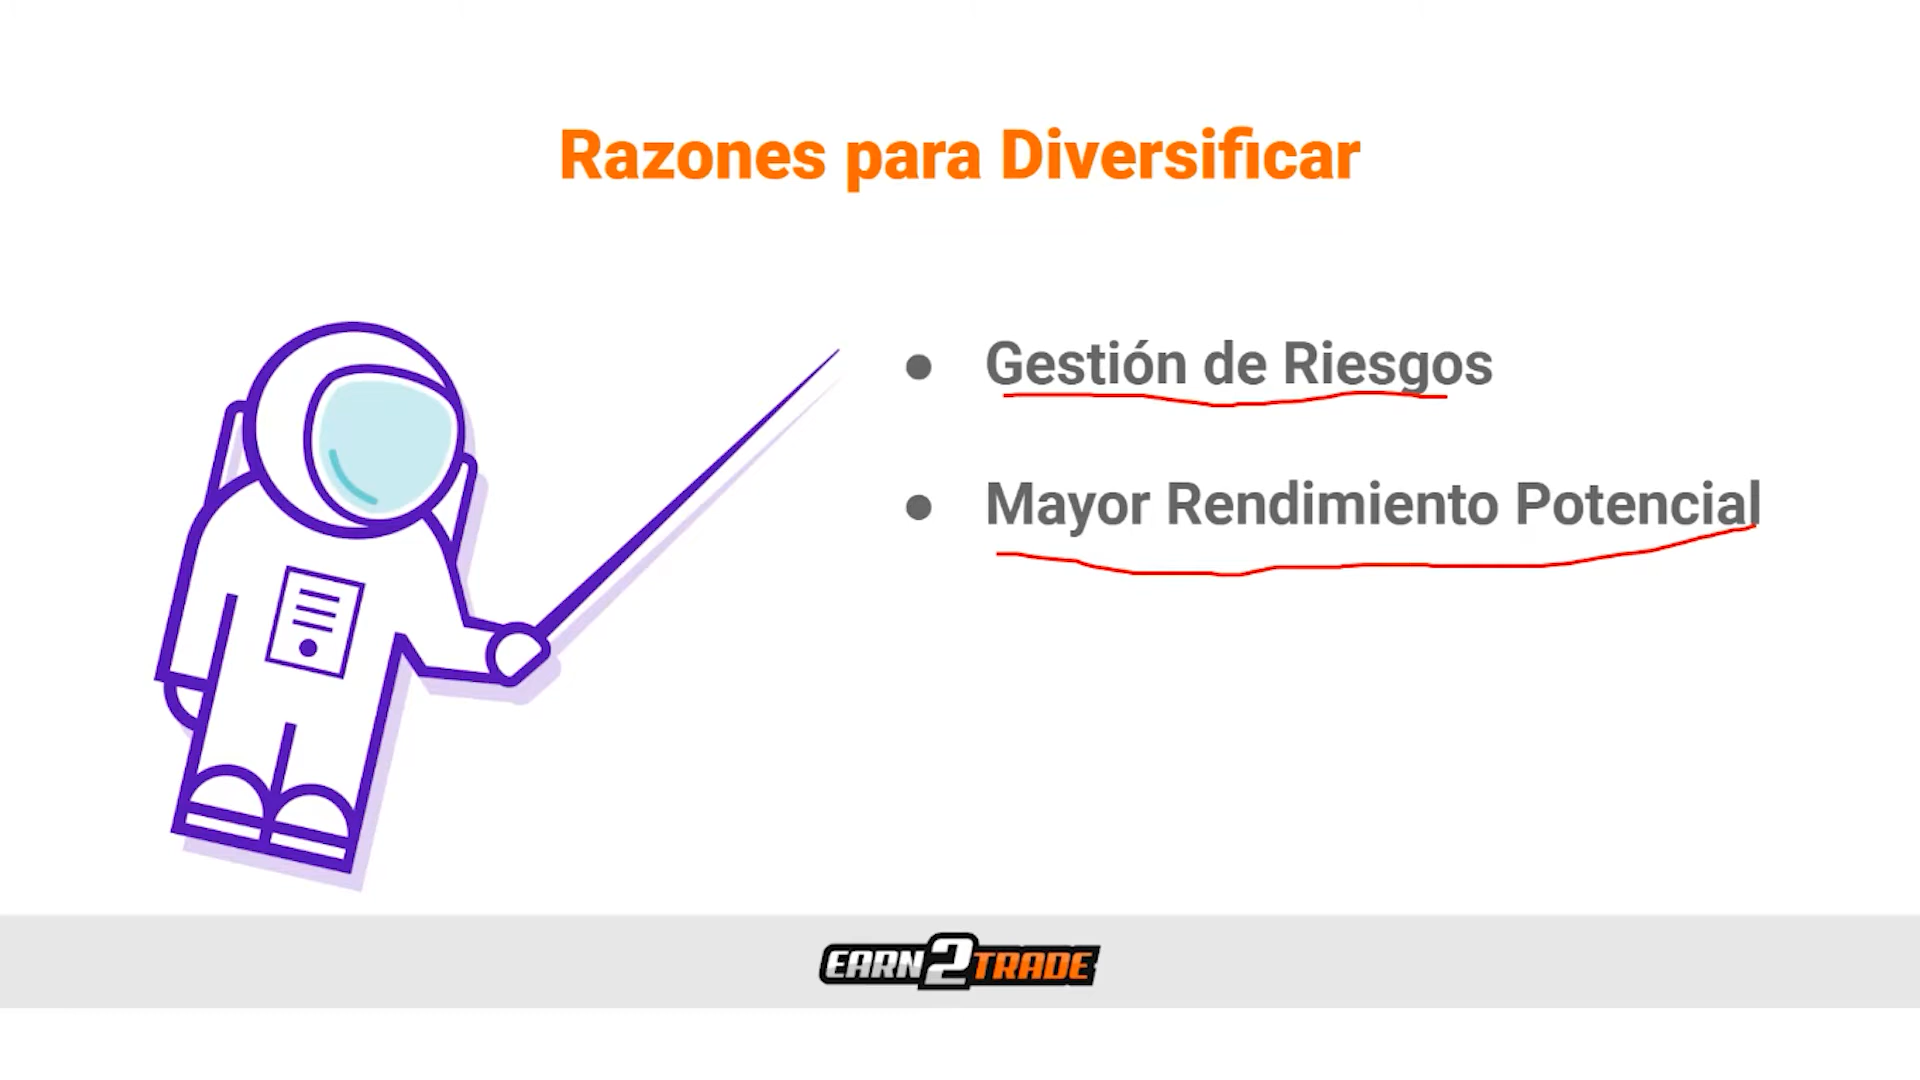 Razones para Diversificar
● Gestión de Riesgos
● Mayor Rendimiento Potencial
EARN2TRADE